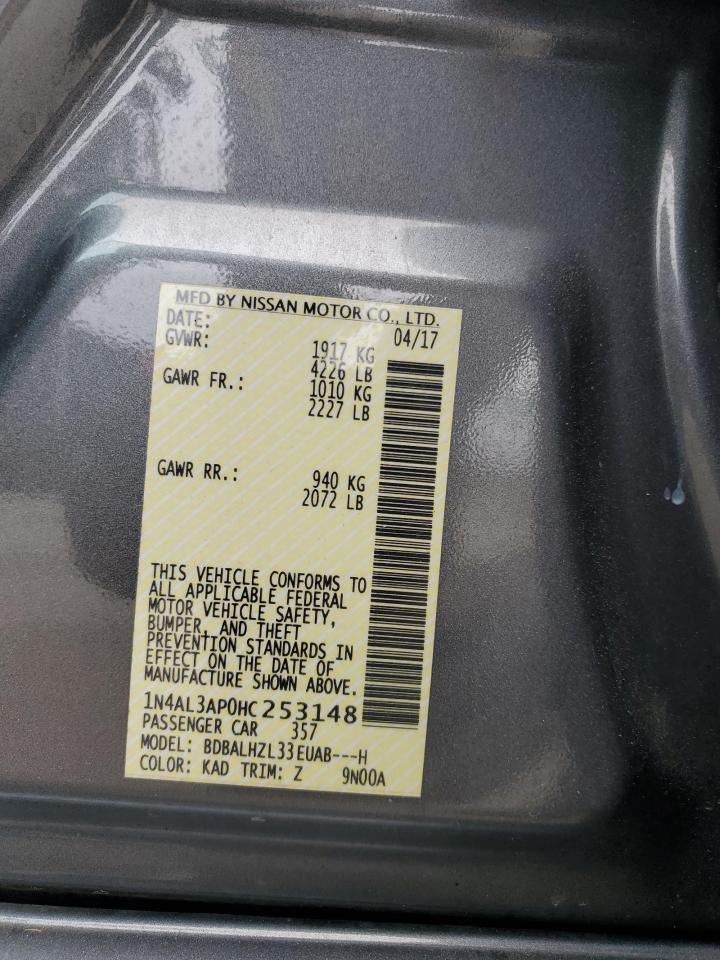 MFD BY NISSAN MOTOR CO., LTD.
DATE: 04/17
GVWR: 1917 KG
4226 LB
GAWR FR.: 1010 KG
2227 LB
GAWR RR.: 940 KG
2072 LB
THIS VEHICLE CONFORMS TO
ALL APPLICABLE FEDERAL
MOTOR VEHICLE SAFETY,
BUMPER, AND THEFT
PREVENTION STANDARDS IN
EFFECT ON THE DATE OF
MANUFACTURE SHOWN ABOVE.
1N4AL3AP0HC253148
PASSENGER CAR 357
MODEL: BDBALHZL33EUAB---H
COLOR: KAD TRIM: Z 9N00A